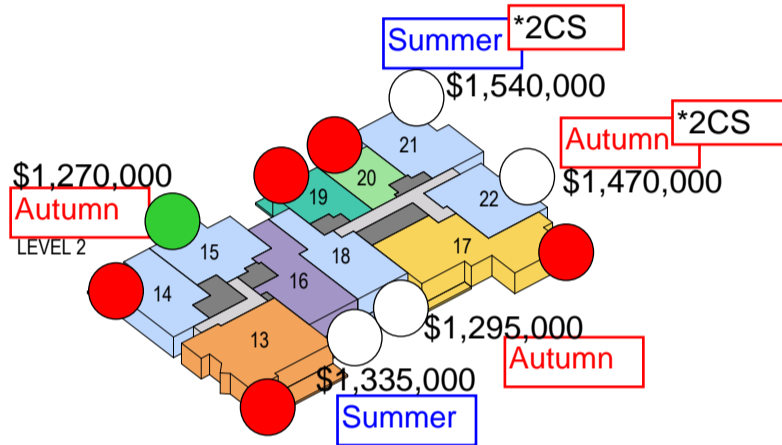 Summer
*2CS
$1,540,000
Autumn
*2CS
$1,470,000
$1,270,000
Autumn
LEVEL 2
21
20
19
22
17
15
18
16
14
13
$1,295,000
Autumn
$1,335,000
Summer